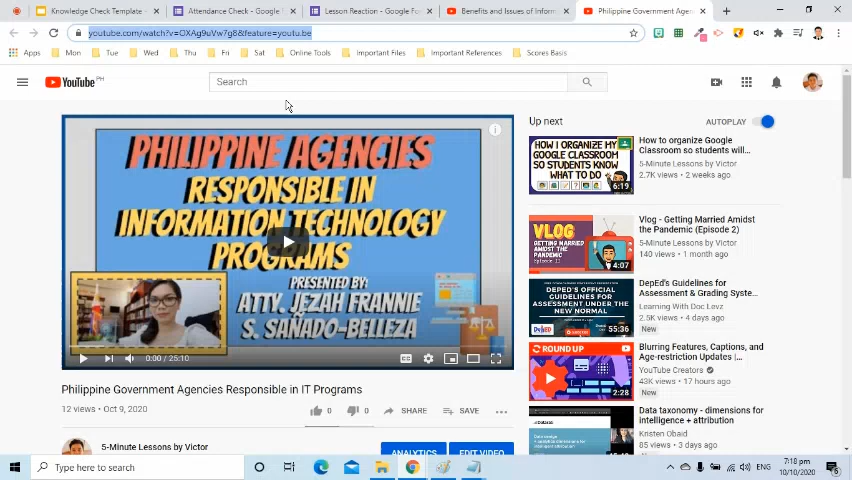 Knowledge Check Template -
Attendance Check - Google
Lesson Reaction - Google Fo
Benefits and Issues of Inform
Philippine Government Agen
youtube.com/watch?v=OXAg9uVw7g8&feature=youtu.be
Apps
Mon
Tue
Wed
Thu
Fri
Sat
Online Tools
Important Files
Important References
Scores Basis
YouTube PH
Search
PHILIPPINE AGENCIES
RESPONSIBLE IN
INFORMATION TECHNOLOGY
PROGRAMS
PRESENTED BY:
ATTY. JEZAH FRANNIE
S. SAÑADO-BELLEZA
0:00 / 25:10
Philippine Government Agencies Responsible in IT Programs
12 views • Oct 9, 2020
0
0
SHARE
SAVE
5-Minute Lessons by Victor
ANALYTICS
EDIT VIDEO
Up next
AUTOPLAY
HOW I ORGANIZE MY
GOOGLE CLASSROOM
SO STUDENTS KNOW
WHAT TO DO
6:19
How to organize Google
Classroom so students will...
5-Minute Lessons by Victor
2.7K views • 2 weeks ago
VLOG
GETTING MARRIED
AMIDST THE
PANDEMIC
4:07
Vlog - Getting Married Amidst
the Pandemic (Episode 2)
5-Minute Lessons by Victor
140 views • 1 month ago
DEPED'S OFFICIAL
GUIDELINES FOR
ASSESSMENT UNDER THE
NEW NORMAL
DepED
55:36
DepEd's Guidelines for
Assessment & Grading Syste...
Learning With Doc Levz
2.5K views • 4 days ago
New
ROUND UP
2:28
Blurring Features, Captions, and
Age-restriction Updates |...
YouTube Creators
43K views • 17 hours ago
New
Data taxonomy - dimensions for
intelligence + attribution
Kristen Obaid
85 views • 3 days ago
New
Type here to search
ENG
7:18 pm
10/10/2020